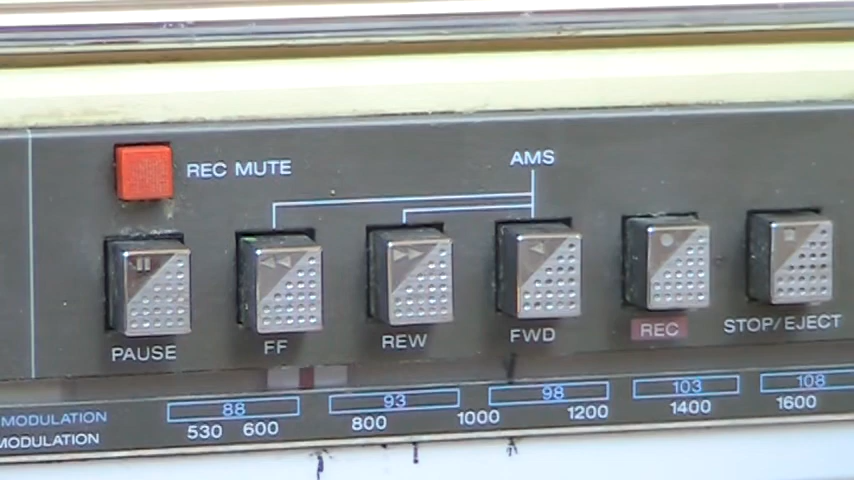 AMS
REC MUTE
PAUSE FF REW FWD REC STOP/EJECT
MODULATION 88 93 98 103 108
MODULATION 530 600 800 1000 1200 1400 1600